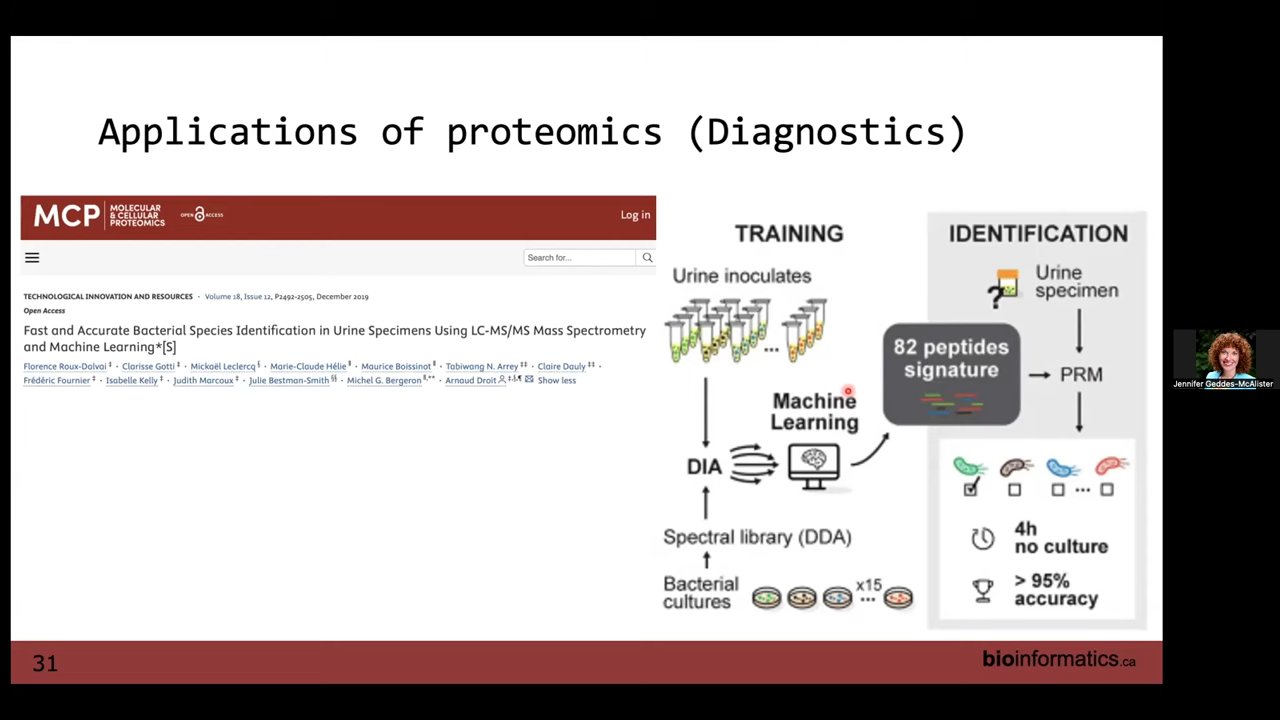 Applications of proteomics (Diagnostics)
MCP MOLECULAR & CELLULAR PROTEOMICS OPEN ACCESS
Log in
Search for...
TECHNOLOGICAL INNOVATION AND RESOURCES · Volume 18, Issue 12, P2492-2505, December 2019
Open Access
Fast and Accurate Bacterial Species Identification in Urine Specimens Using LC-MS/MS Mass Spectrometry
and Machine Learning*[S]
Florence Roux-Dalvai ‡ · Clarisse Gotti ‡ · Mickaël Leclercq § · Marie-Claude Hélie ‖ · Maurice Boissinot ‖ · Tabiwang N. Arrey ‡‡ · Claire Dauly ‡‡ ·
Frédéric Fournier ‡ · Isabelle Kelly ‡ · Judith Marcoux ‡ · Julie Bestman-Smith §§ · Michel G. Bergeron ‖,** · Arnaud Droit ‡,§,¶ Show less
TRAINING
Urine inoculates
...
DIA
Machine
Learning
Spectral library (DDA)
Bacterial
cultures
x15
...
82 peptides
signature
IDENTIFICATION
?
Urine
specimen
PRM
...
4h
no culture
> 95%
accuracy
31
bioinformatics.ca
Jennifer Geddes-McAlister